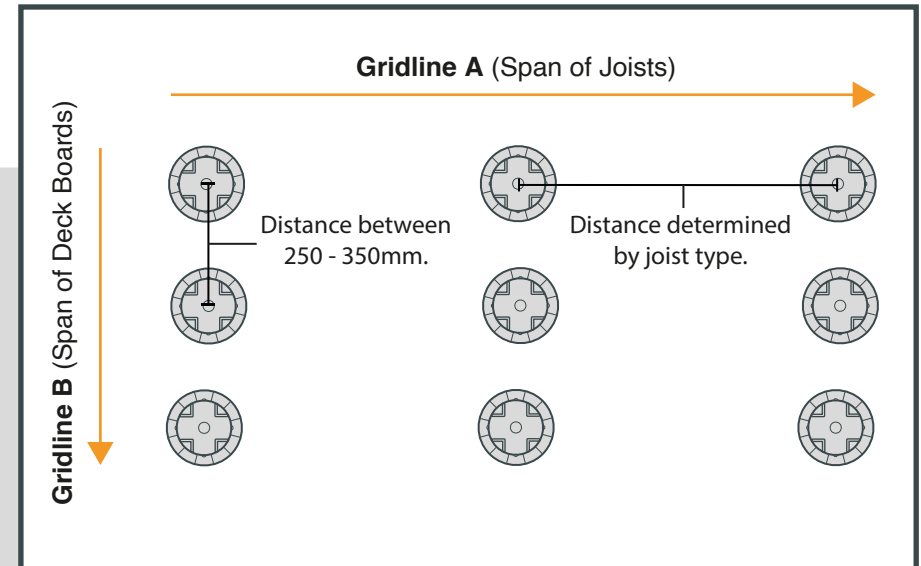 Gridline A (Span of Joists)
Gridline B (Span of Deck Boards)
Distance between
250 - 350mm.
Distance determined
by joist type.